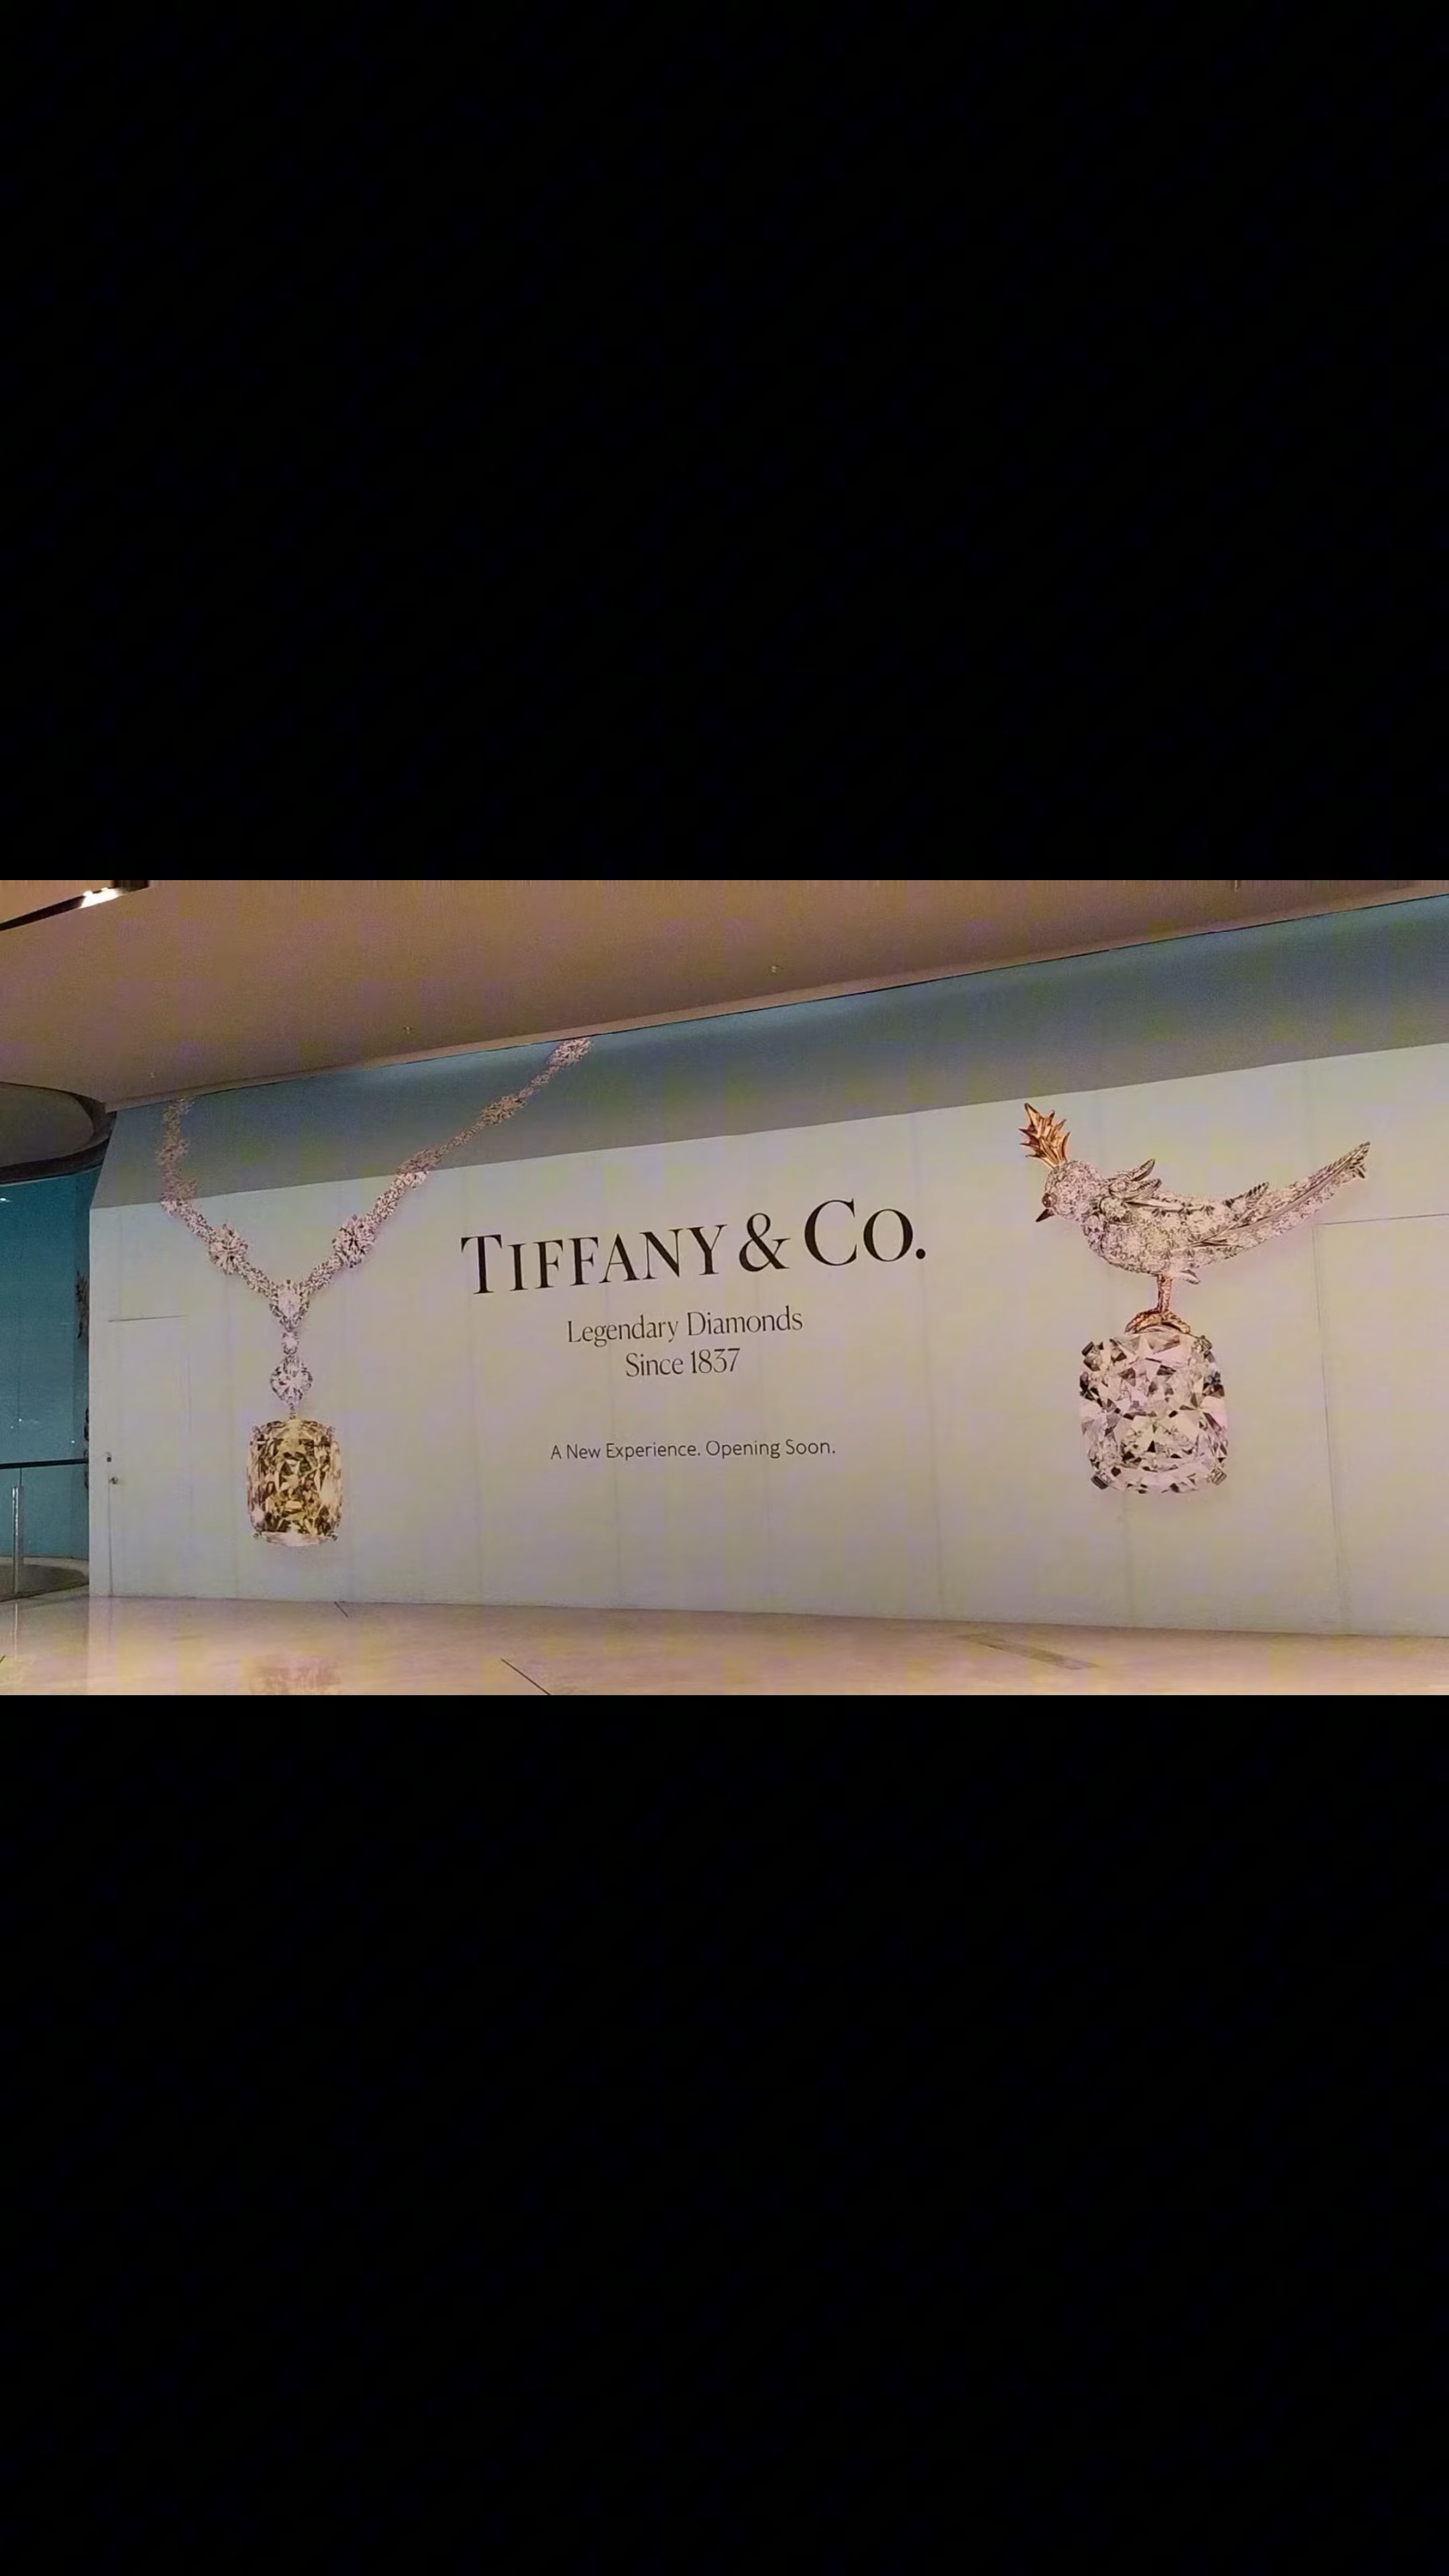 TIFFANY & CO.
Legendary Diamonds
Since 1837
A New Experience. Opening Soon.